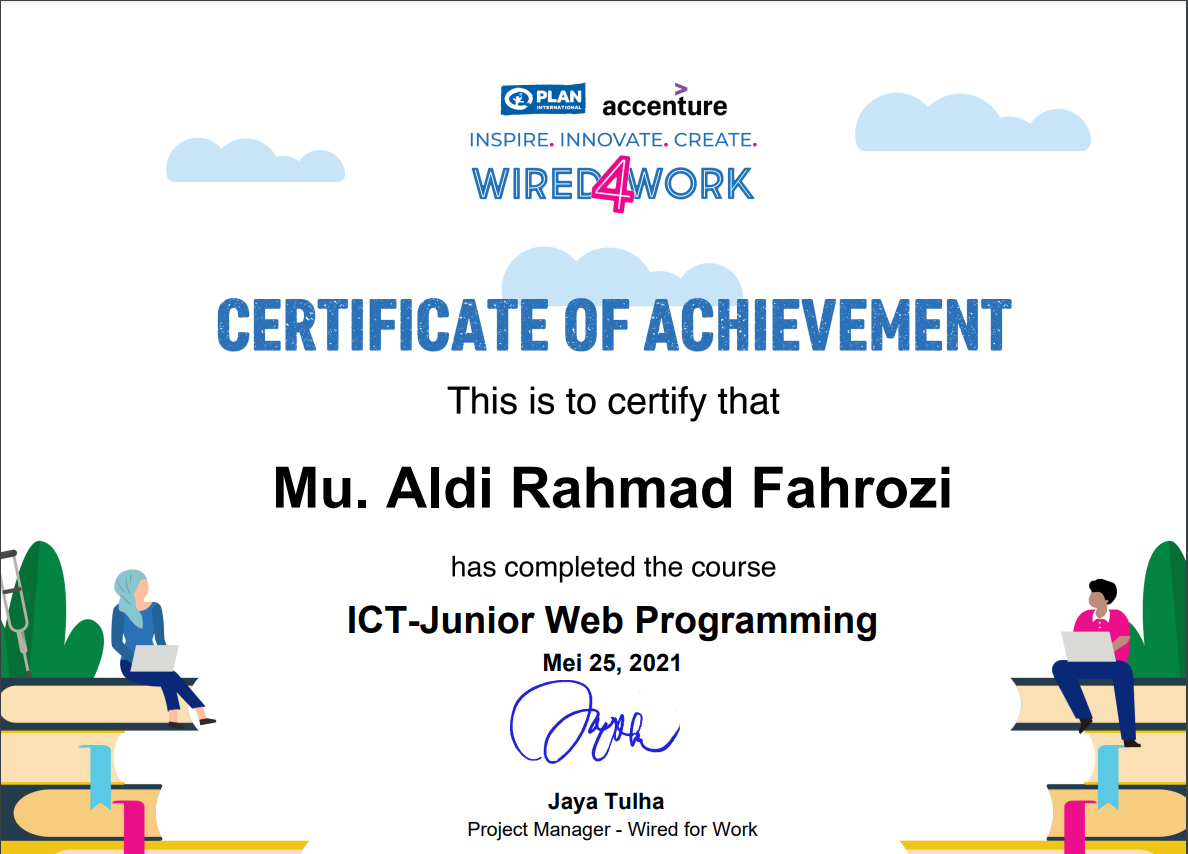 PLAN
INTERNATIONAL
accenture
INSPIRE. INNOVATE. CREATE.
WIRED4WORK
CERTIFICATE OF ACHIEVEMENT
This is to certify that
Mu. Aldi Rahmad Fahrozi
has completed the course
ICT-Junior Web Programming
Mei 25, 2021
Jaya Tulha
Project Manager - Wired for Work